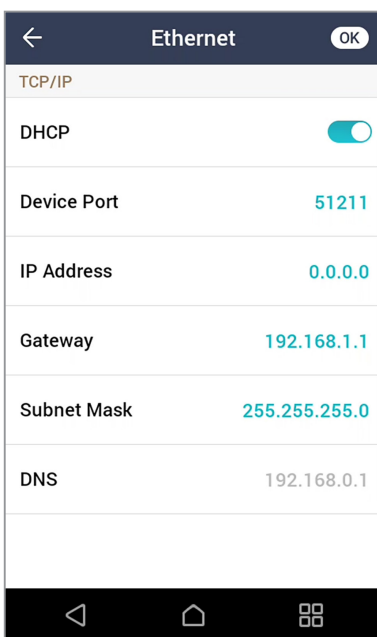 Ethernet OK
TCP/IP
DHCP
Device Port 51211
IP Address 0.0.0.0
Gateway 192.168.1.1
Subnet Mask 255.255.255.0
DNS 192.168.0.1